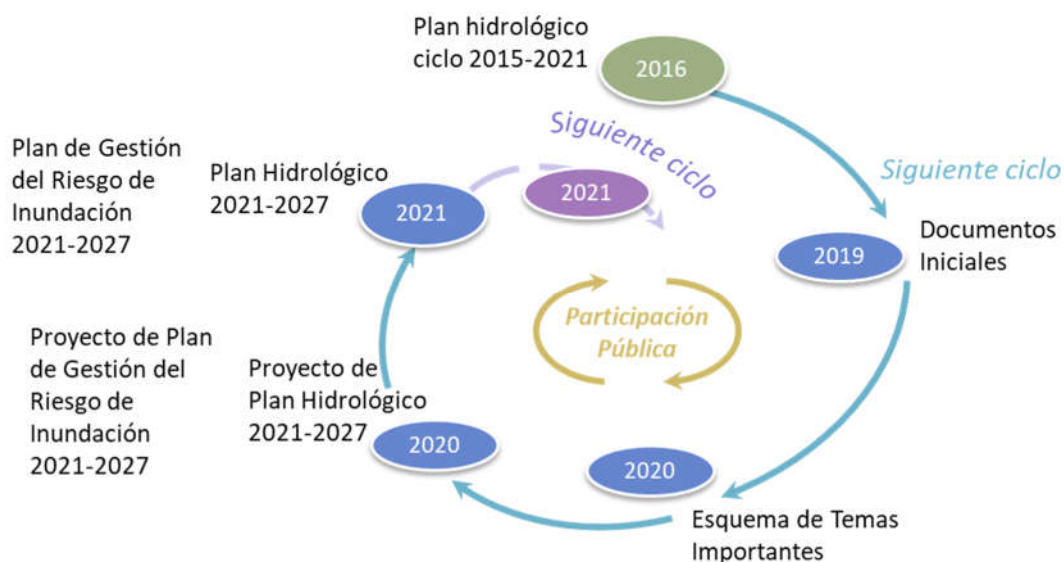 Plan hidrológico
ciclo 2015-2021
2016
Siguiente ciclo
Documentos
Iniciales
2019
Esquema de Temas
Importantes
2020
Proyecto de
Plan Hidrológico
2021-2027
2020
Proyecto de Plan
de Gestión del
Riesgo de
Inundación
2021-2027
Plan Hidrológico
2021-2027
2021
Plan de Gestión
del Riesgo de
Inundación
2021-2027
Siguiente ciclo
2021
Participación
Pública